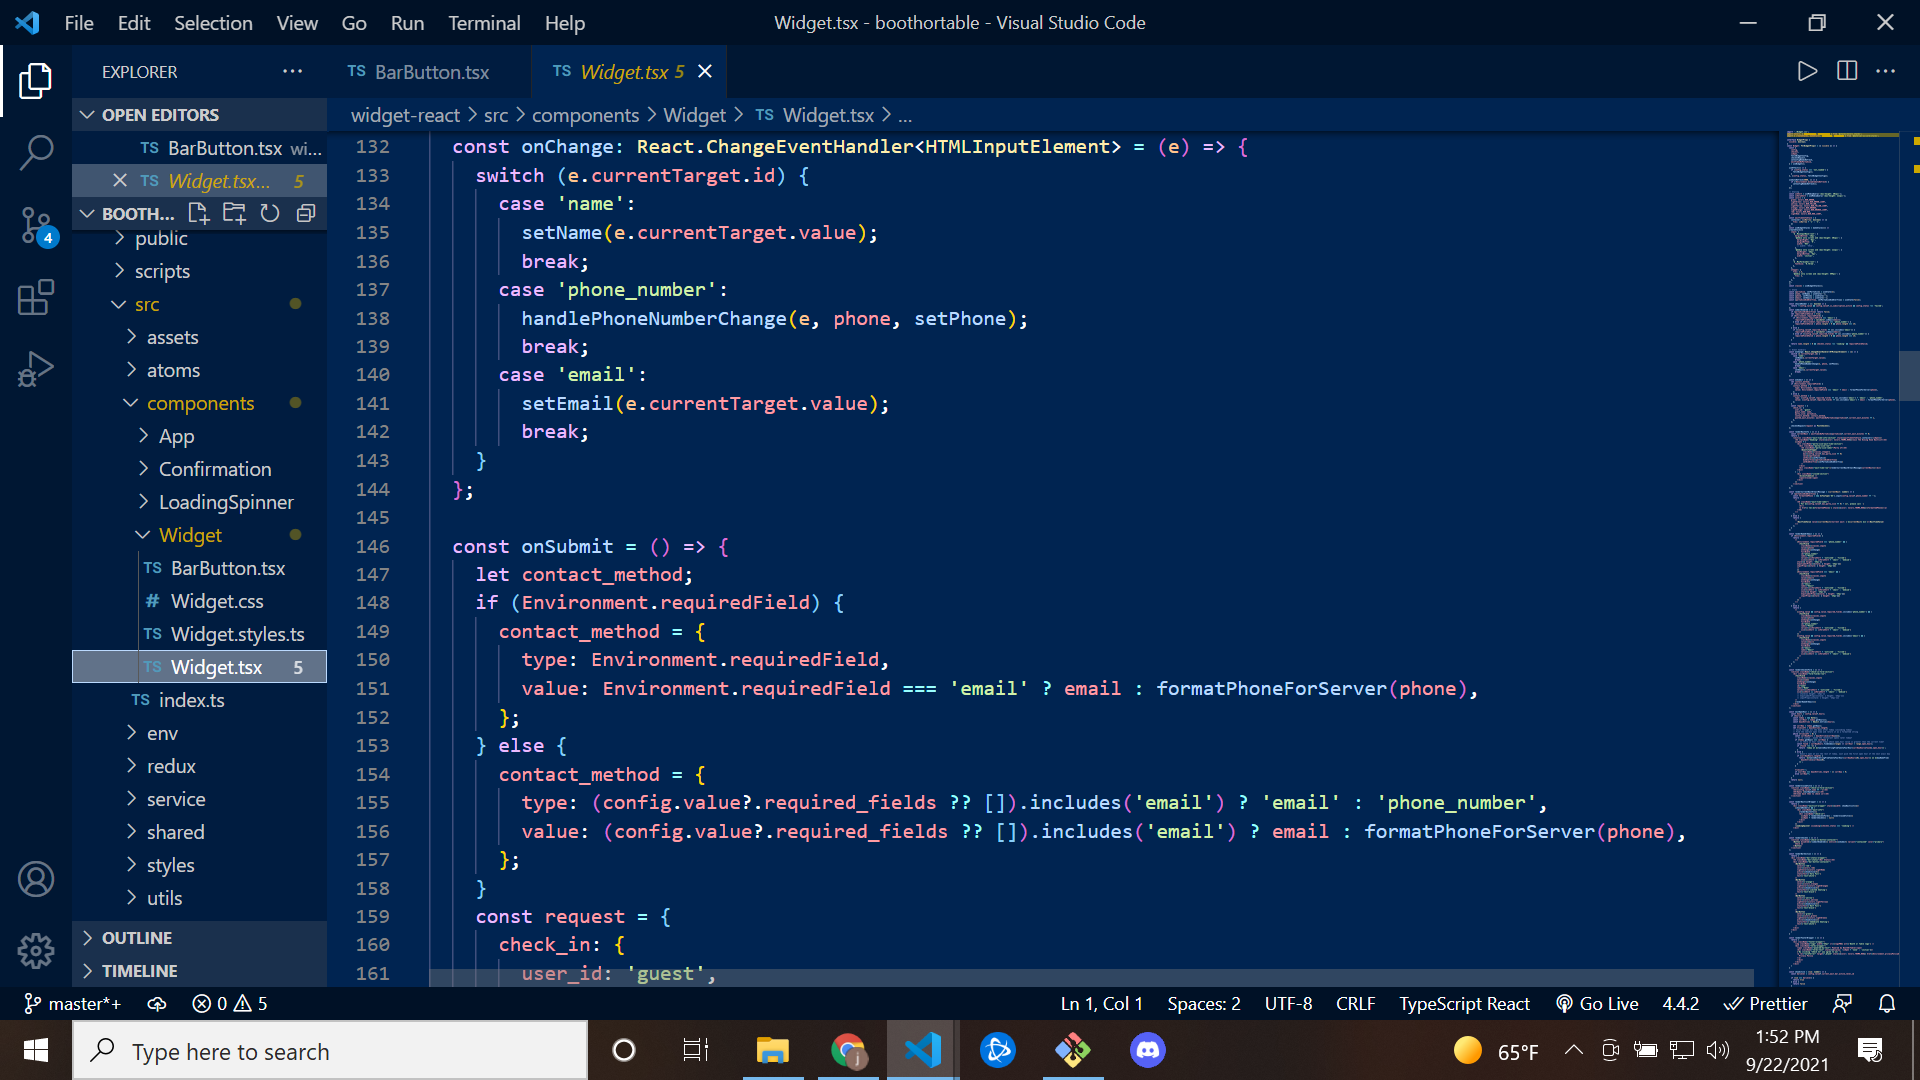 File Edit Selection View Go Run Terminal Help
Widget.tsx - boothortable - Visual Studio Code
EXPLORER
TS BarButton.tsx
TS Widget.tsx 5
OPEN EDITORS
TS BarButton.tsx wi...
TS Widget.tsx... 5
BOOTH...
public
scripts
src
assets
atoms
components
App
Confirmation
LoadingSpinner
Widget
TS BarButton.tsx
# Widget.css
TS Widget.styles.ts
TS Widget.tsx 5
TS index.ts
env
redux
service
shared
styles
utils
OUTLINE
TIMELINE
4
widget-react > src > components > Widget > TS Widget.tsx > ...
132 const onChange: React.ChangeEventHandler<HTMLInputElement> = (e) => {
133 switch (e.currentTarget.id) {
134 case 'name':
135 setName(e.currentTarget.value);
136 break;
137 case 'phone_number':
138 handlePhoneNumberChange(e, phone, setPhone);
139 break;
140 case 'email':
141 setEmail(e.currentTarget.value);
142 break;
143 }
144 };
145
146 const onSubmit = () => {
147 let contact_method;
148 if (Environment.requiredField) {
149 contact_method = {
150 type: Environment.requiredField,
151 value: Environment.requiredField === 'email' ? email : formatPhoneForServer(phone),
152 };
153 } else {
154 contact_method = {
155 type: (config.value?.required_fields ?? []).includes('email') ? 'email' : 'phone_number',
156 value: (config.value?.required_fields ?? []).includes('email') ? email : formatPhoneForServer(phone),
157 };
158 }
159 const request = {
160 check_in: {
161 user_id: 'guest',
master*+ 0 5
Ln 1, Col 1 Spaces: 2 UTF-8 CRLF TypeScript React Go Live 4.4.2 Prettier
Type here to search
j
65°F
1:52 PM
9/22/2021